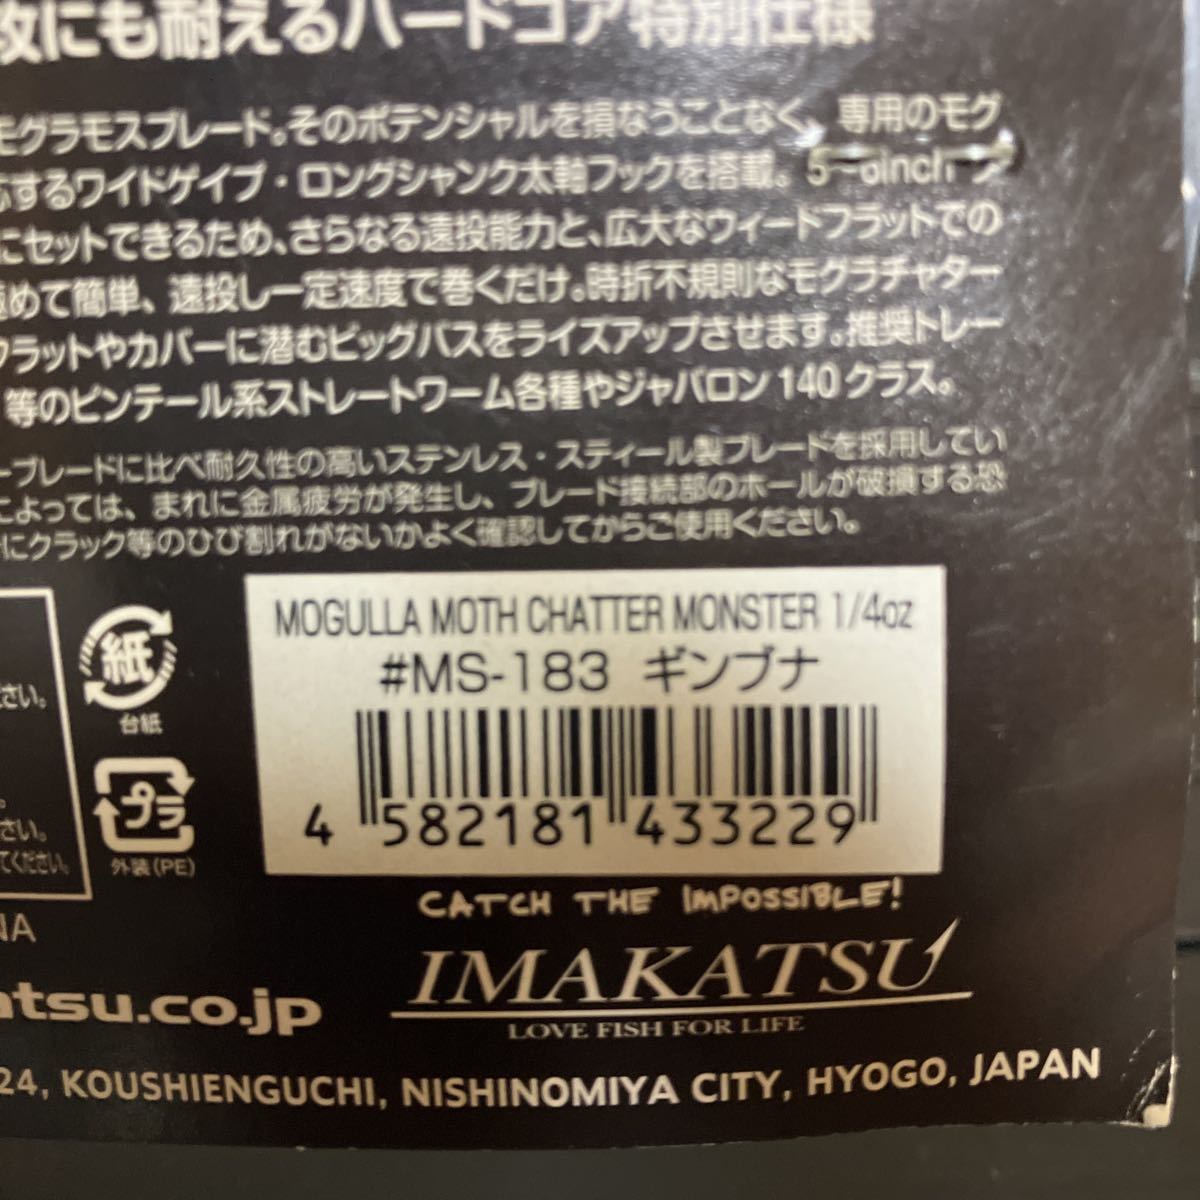 にも耐えるハードコア特別仕様
モグラモスブレード。そのポテンシャルを損なうことなく、専用のモグ
応するワイドゲイプ・ロングシャンク太軸フックを搭載。5~6inch
にセットできるため、さらなる遠投能力と、広大なウィードフラットでの
極めて簡単、遠投し一定速度で巻くだけ。時折不規則なモグラチャター
フラットやカバーに潜むビッグバスをライズアップさせます。推奨トレー
等のピンテール系ストレートワーム各種やジャバロン140クラス。
ーブレードに比べ耐久性の高いステンレス・スティール製ブレードを採用してい
によっては、まれに金属疲労が発生し、ブレード接続部のホールが破損する恐
にクラック等のひび割れがないかよく確認してからご使用ください。
ださい。
紙
台紙
プラ
外装(PE)
さい。
てください。
NA
MOGULLA MOTH CHATTER MONSTER 1/4oz
#MS-183 ギンブナ
4 582181 433229
CATCH THE IMPOSSIBLE!
IMAKATSU
LOVE FISH FOR LIFE
atsu.co.jp
24, KOUSHIENGUCHI, NISHINOMIYA CITY, HYOGO, JAPAN